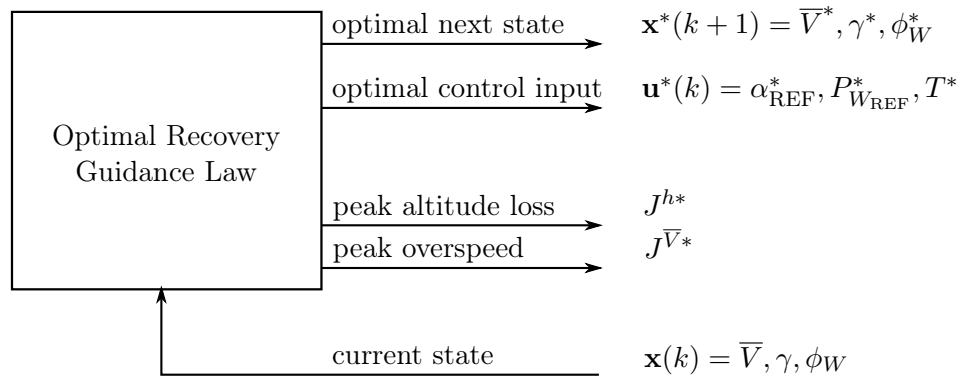 optimal next state x*(k + 1) = V̅*, γ*, ϕ*_W
optimal control input u*(k) = α*_REF, P*_W_REF, T*
Optimal Recovery
Guidance Law
peak altitude loss J^h*
peak overspeed J^V̅*
current state x(k) = V̅, γ, ϕ_W